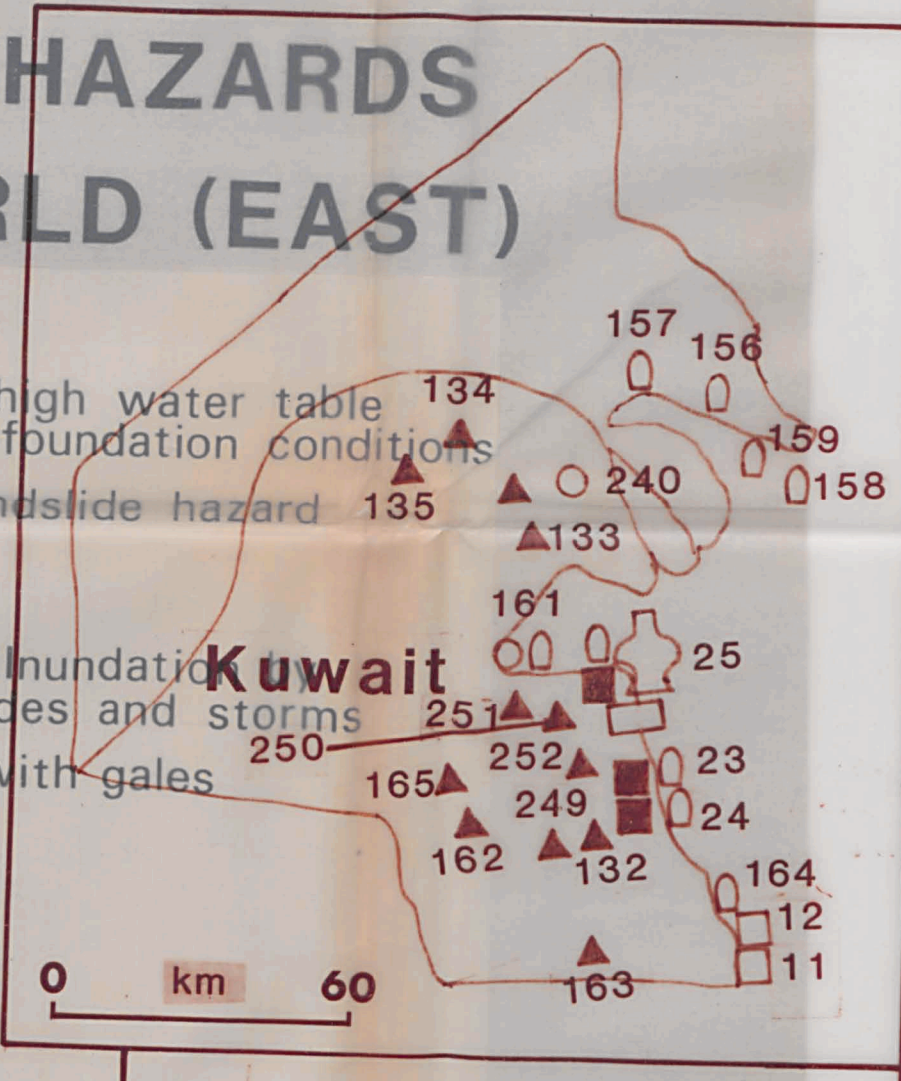 HAZARDS
RLD (EAST)
157
156
high water table
134
foundation conditions
159
240
158
ndslide hazard
135
133
161
Inundation by
Kuwait
25
des and storms
251
250
252
23
with gales
165
249
24
162
132
164
12
11
0 km 60
163